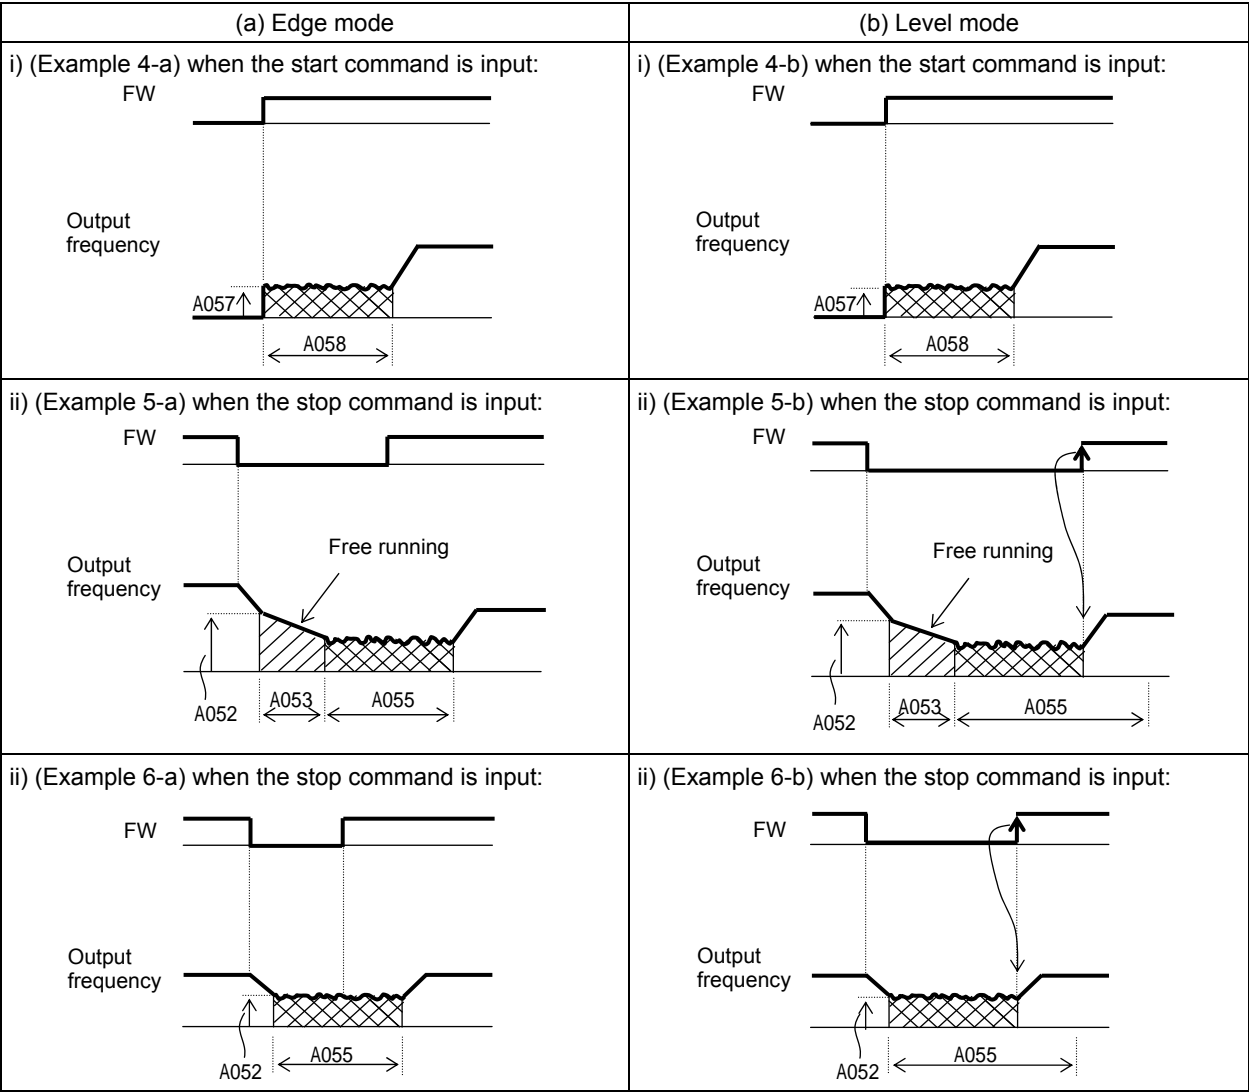 (a) Edge mode
(b) Level mode
i) (Example 4-a) when the start command is input:
FW
Output
frequency
A057
A058
i) (Example 4-b) when the start command is input:
FW
Output
frequency
A057
A058
ii) (Example 5-a) when the stop command is input:
FW
Free running
Output
frequency
A052
A053
A055
ii) (Example 5-b) when the stop command is input:
FW
Free running
Output
frequency
A052
A053
A055
ii) (Example 6-a) when the stop command is input:
FW
Output
frequency
A052
A055
ii) (Example 6-b) when the stop command is input:
FW
Output
frequency
A052
A055